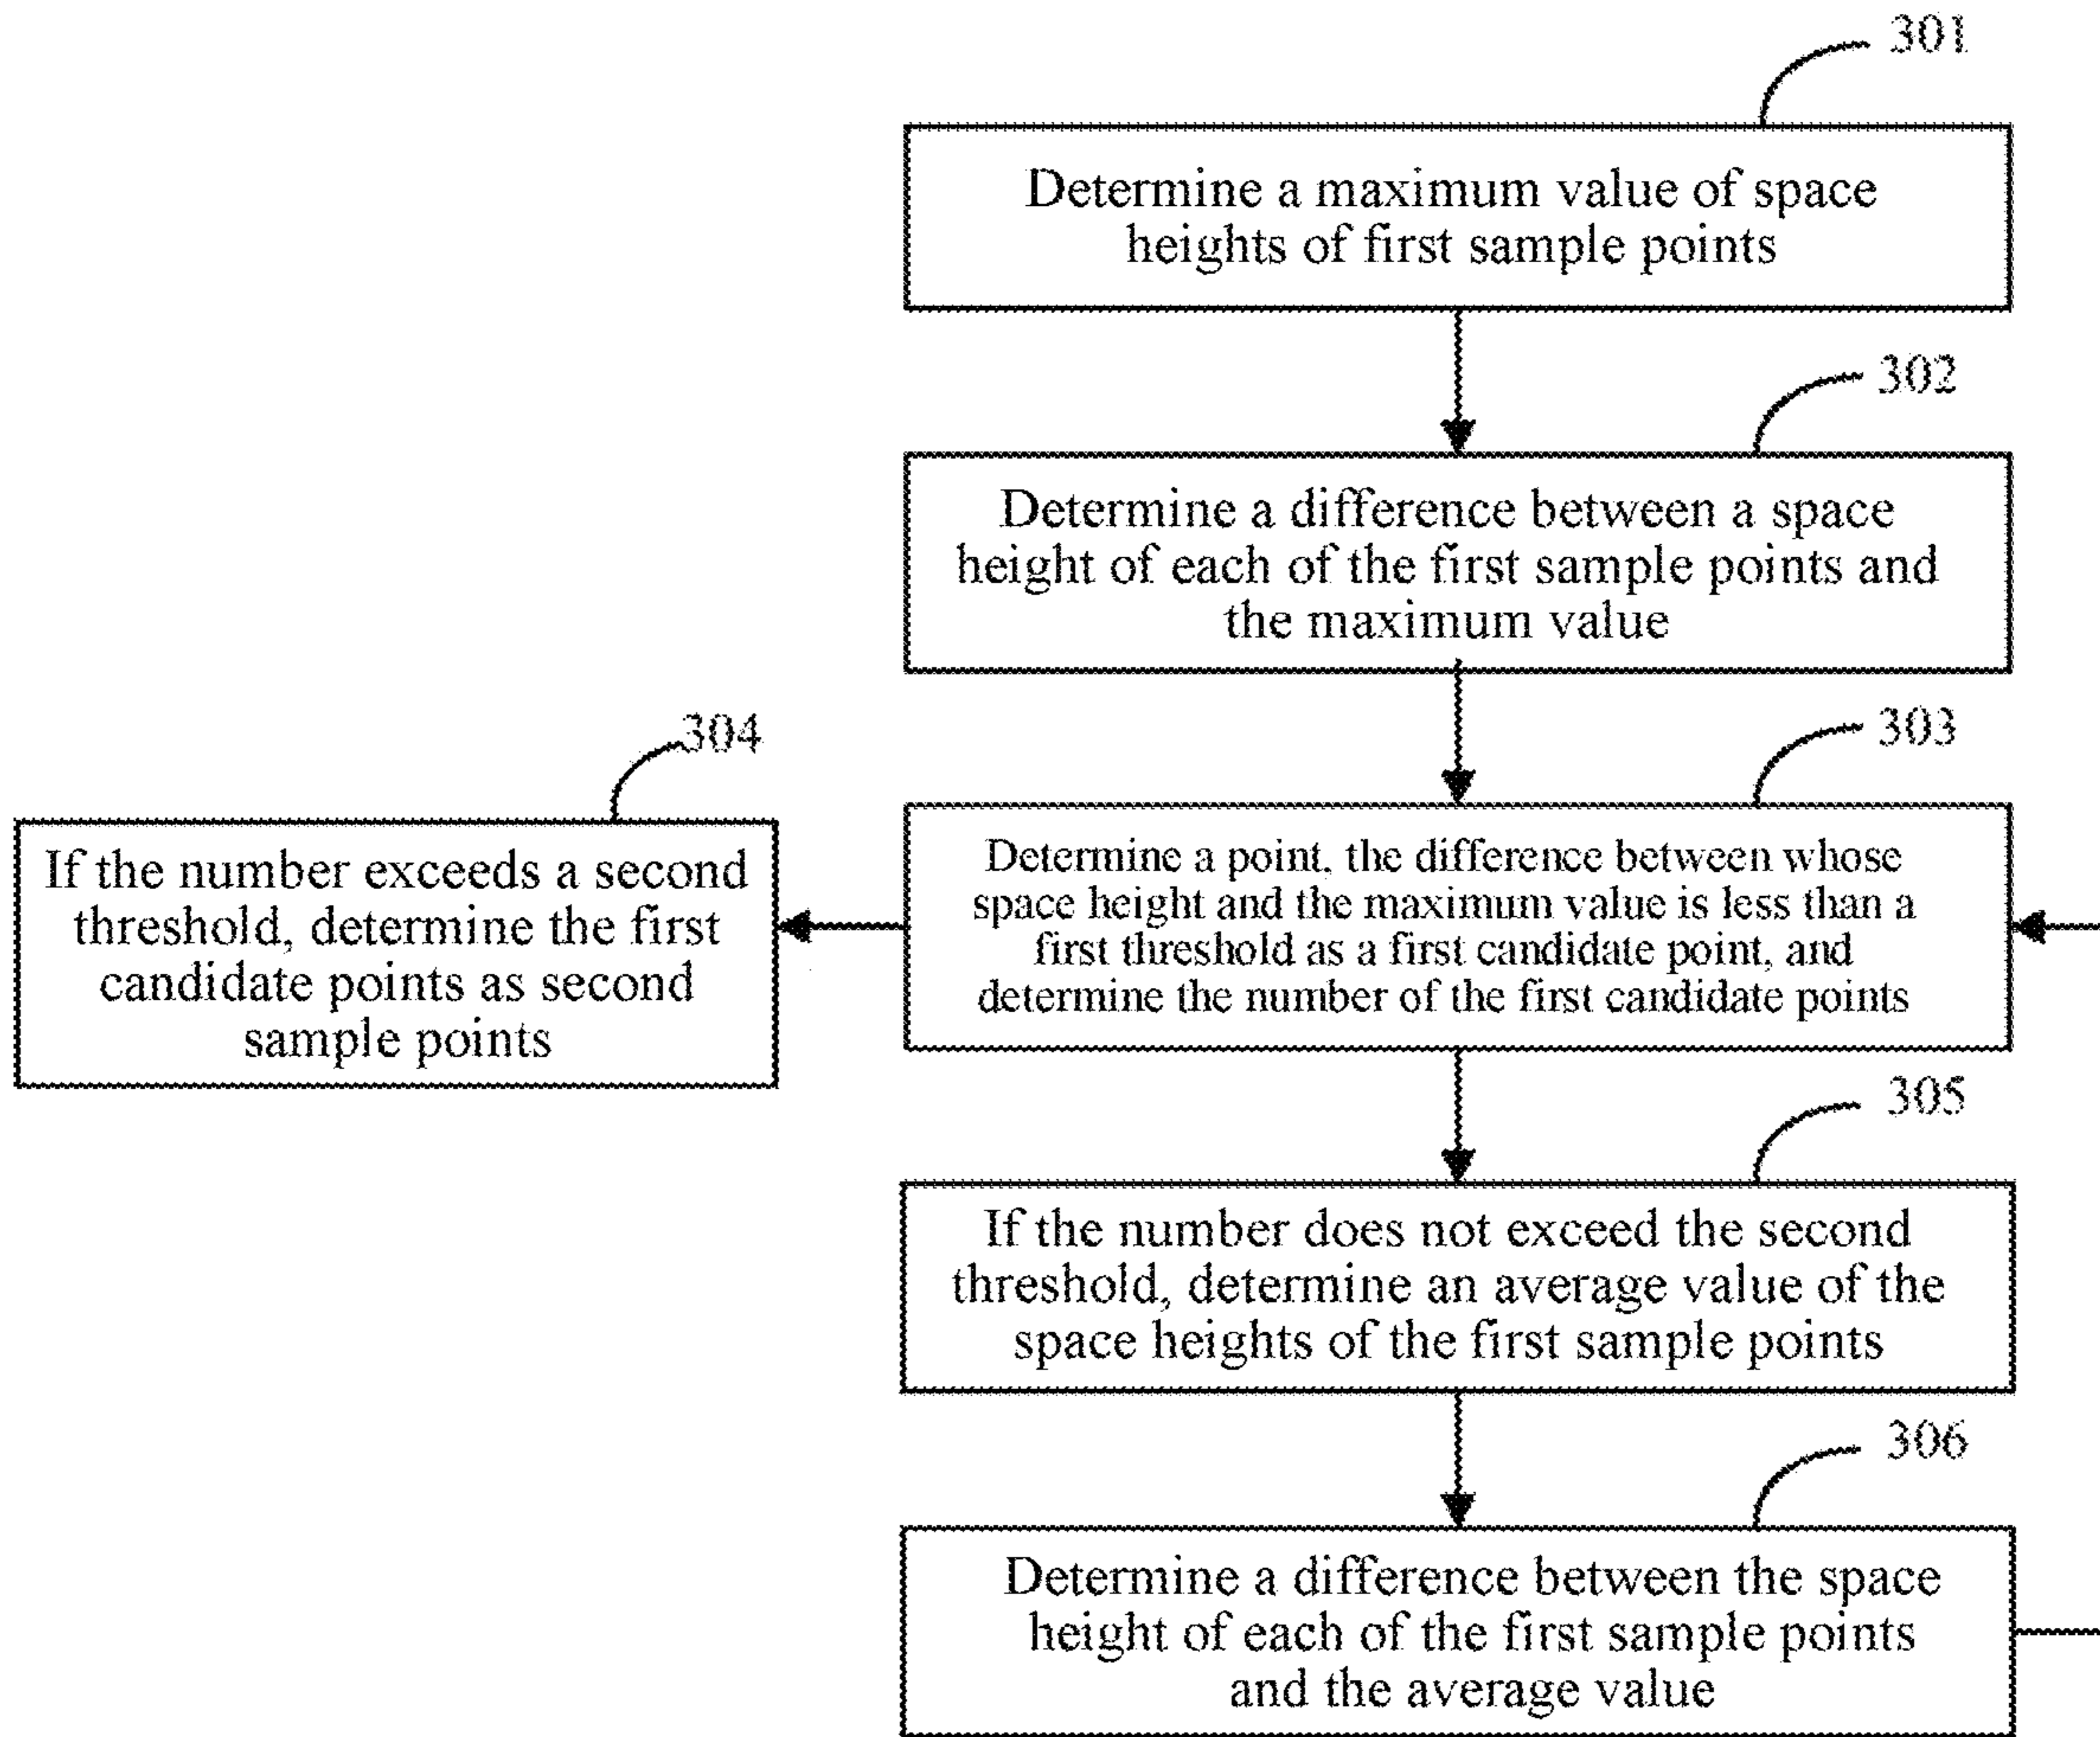 301
Determine a maximum value of space
heights of first sample points
302
Determine a difference between a space
height of each of the first sample points and
the maximum value
303
Determine a point, the difference between whose
space height and the maximum value is less than a
first threshold as a first candidate point, and
determine the number of the first candidate points
304
If the number exceeds a second
threshold, determine the first
candidate points as second
sample points
305
If the number does not exceed the second
threshold, determine an average value of the
space heights of the first sample points
306
Determine a difference between the space
height of each of the first sample points
and the average value